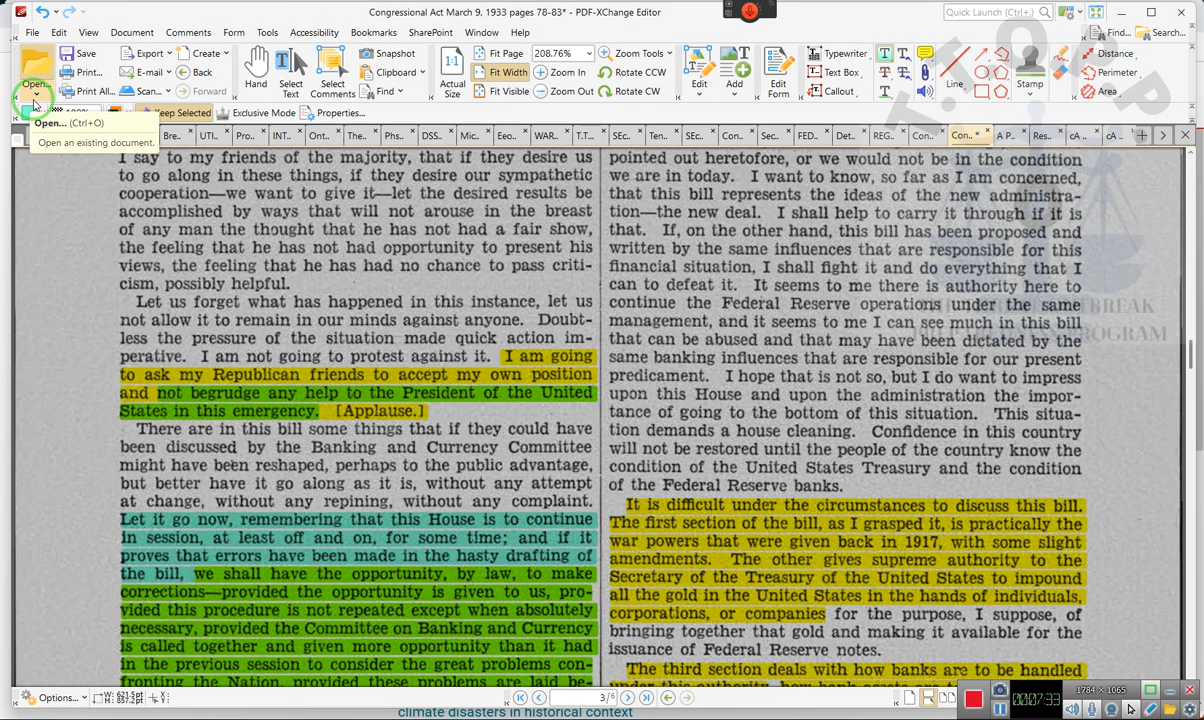 Congressional Act March 9, 1933 pages 78-83* - PDF-XChange Editor
Quick Launch (Ctrl+.)
File Edit View Document Comments Form Tools Accessibility Bookmarks SharePoint Window Help
Find... Search...
Open...
Save
Print...
Print All...
Export
E-mail
Scan...
Create
Back
Forward
Hand
Select Text
Select Comments
Snapshot
Clipboard
Find
Actual Size
Fit Page
Fit Width
Fit Visible
208.76%
Zoom In
Zoom Out
Zoom Tools
Rotate CCW
Rotate CW
Edit
Add
Edit Form
Typewriter
Text Box
Callout
Stamp
Distance
Perimeter
Area
100%
Keep Selected Exclusive Mode Properties...
Open... (Ctrl+O)
Open an existing document.
Bre... UTI... Pro... INT... Ont... The... Phs... DSS... Mic... Eeo... WAR... T.T... SEc... Con... Sec... FED... Det... REG... Con... Con... * A P... Res... cA ... cA ...
I say to my friends of the majority, that if they desire us
to go along in these things, if they desire our sympathetic
cooperation—we want to give it—let the desired results be
accomplished by ways that will not arouse in the breast
of any man the thought that he has not had a fair show,
the feeling that he has not had opportunity to present his
views, the feeling that he has had no chance to pass criti-
cism, possibly helpful.
Let us forget what has happened in this instance, let us
not allow it to remain in our minds against anyone. Doubt-
less the pressure of the situation made quick action im-
perative. I am not going to protest against it. I am going
to ask my Republican friends to accept my own position
and not begrudge any help to the President of the United
States in this emergency. [Applause.]
There are in this bill some things that if they could have
been discussed by the Banking and Currency Committee
might have been reshaped, perhaps to the public advantage,
but better have it go along as it is, without any attempt
at change, without any repining, without any complaint.
Let it go now, remembering that this House is to continue
in session, at least off and on, for some time; and if it
proves that errors have been made in the hasty drafting of
the bill, we shall have the opportunity, by law, to make
corrections—provided the opportunity is given to us, pro-
vided this procedure is not repeated except when absolutely
necessary, provided the Committee on Banking and Currency
is called together and given more opportunity than it had
in the previous session to consider the great problems con-
fronting the Nation, provided these problems are laid be-
pointed out heretofore, or we would not be in the condition
we are in today. I want to know, so far as I am concerned,
that this bill represents the ideas of the new administra-
tion—the new deal. I shall help to carry it through if it is
that. If, on the other hand, this bill has been proposed and
written by the same influences that are responsible for this
financial situation, I shall fight it and do everything that I
can to defeat it. It seems to me there is authority here to
continue the Federal Reserve operations under the same
management, and it seems to me I can see much in this bill
that can be abused and that may have been dictated by the
same banking influences that are responsible for our present
predicament. I hope that is not so, but I do want to impress
upon this House and upon the administration the impor-
tance of going to the bottom of this situation. This situa-
tion demands a house cleaning. Confidence in this country
will not be restored until the people of the country know the
condition of the United States Treasury and the condition
of the Federal Reserve banks.
It is difficult under the circumstances to discuss this bill.
The first section of the bill, as I grasped it, is practically the
war powers that were given back in 1917, with some slight
amendments. The other gives supreme authority to the
Secretary of the Treasury of the United States to impound
all the gold in the United States in the hands of individuals,
corporations, or companies for the purpose, I suppose, of
bringing together that gold and making it available for the
issuance of Federal Reserve notes.
The third section deals with how banks are to be handled
Options...
W: 621.5pt
H: 857.2pt
X:
Y:
3/6
00:07:33
1784 × 1065
climate disasters in historical context